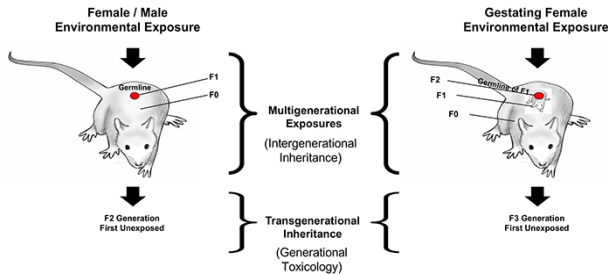 Female / Male
Environmental Exposure
Germline
F1
F0
F2 Generation
First Unexposed
Multigenerational
Exposures
(Intergenerational
Inheritance)
Transgenerational
Inheritance
(Generational
Toxicology)
Gestating Female
Environmental Exposure
F2
Germline of F1
F1
F0
F3 Generation
First Unexposed